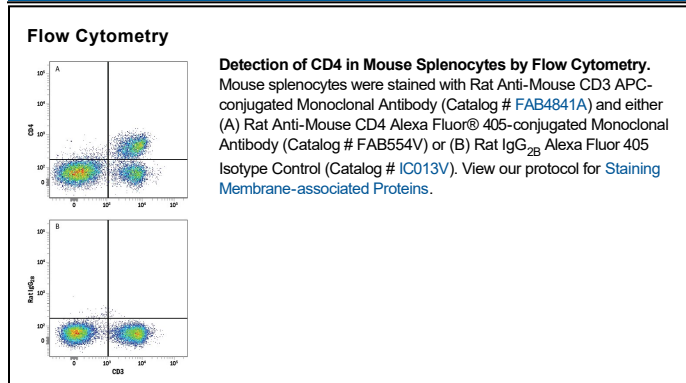 Flow Cytometry
Detection of CD4 in Mouse Splenocytes by Flow Cytometry.
Mouse splenocytes were stained with Rat Anti-Mouse CD3 APC-
conjugated Monoclonal Antibody (Catalog # FAB4841A) and either
(A) Rat Anti-Mouse CD4 Alexa Fluor® 405-conjugated Monoclonal
Antibody (Catalog # FAB554V) or (B) Rat IgG2B Alexa Fluor 405
Isotype Control (Catalog # IC013V). View our protocol for Staining
Membrane-associated Proteins.
A
CD4
0
B
Rat IgG2B
0
CD3